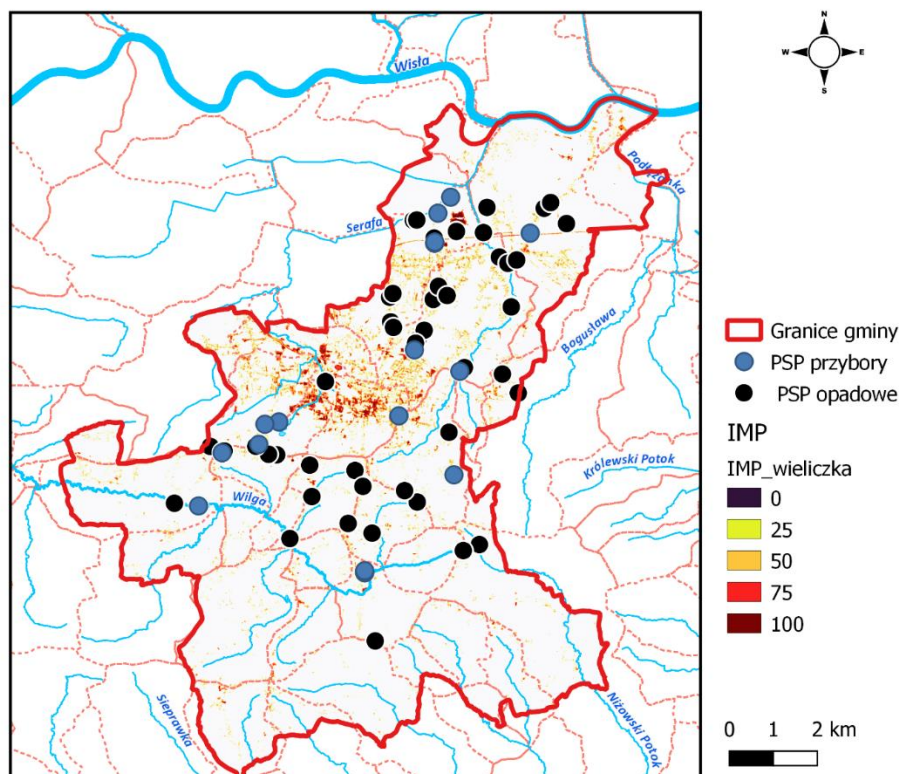 N
W E
S
Wisła
Podłężanka
Serafa
Bogusława
Królewski Potok
Wilga
Sieprawka
Niżowski Potok
Granice gminy
PSP przybory
PSP opadowe
IMP
IMP_wieliczka
0
25
50
75
100
0 1 2 km